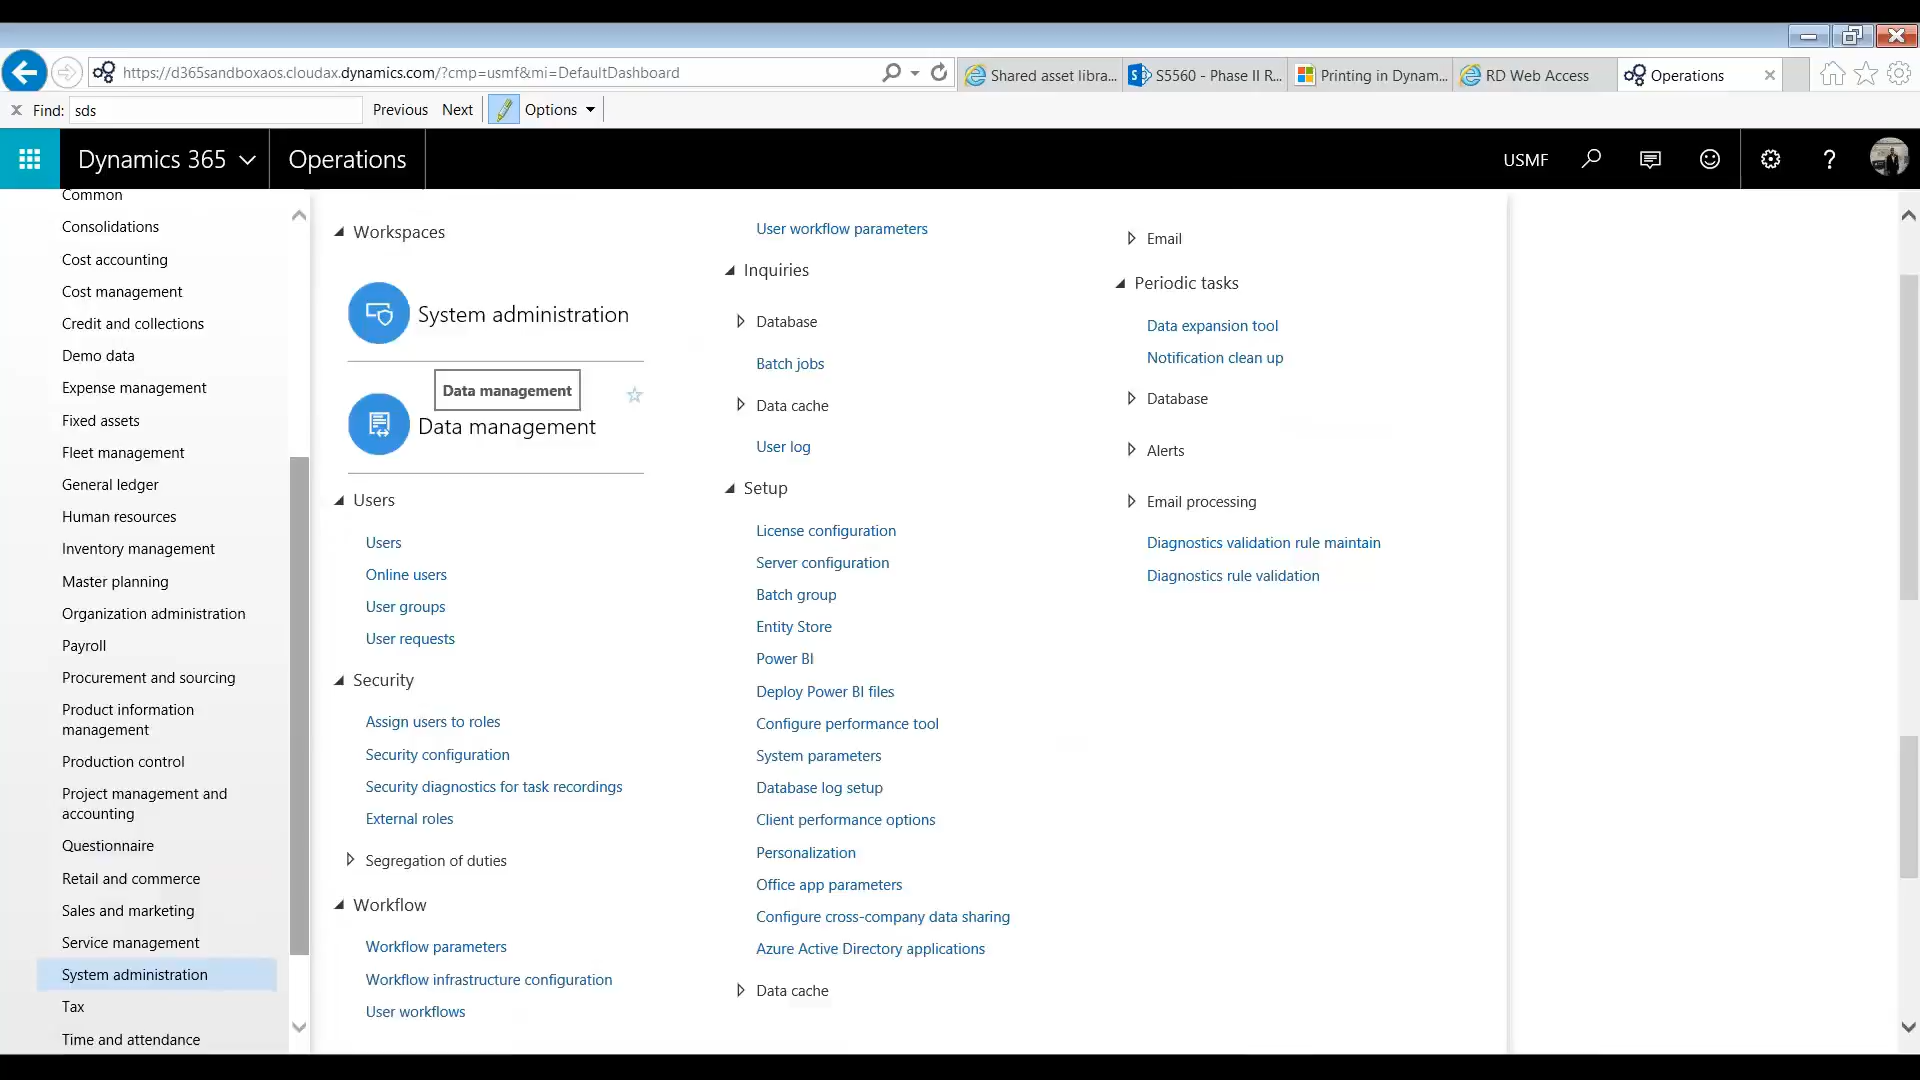 https://d365sandboxaos.cloudax.dynamics.com/?cmp=usmf&mi=DefaultDashboard
Shared asset libra...
S5560 - Phase II R...
Printing in Dynam...
RD Web Access
Operations
Find: sds
Previous
Next
Options
Dynamics 365
Operations
USMF
?
Common
Consolidations
Cost accounting
Cost management
Credit and collections
Demo data
Expense management
Fixed assets
Fleet management
General ledger
Human resources
Inventory management
Master planning
Organization administration
Payroll
Procurement and sourcing
Product information
management
Production control
Project management and
accounting
Questionnaire
Retail and commerce
Sales and marketing
Service management
System administration
Tax
Time and attendance
Workspaces
System administration
Data management
Data management
Users
Users
Online users
User groups
User requests
Security
Assign users to roles
Security configuration
Security diagnostics for task recordings
External roles
Segregation of duties
Workflow
Workflow parameters
Workflow infrastructure configuration
User workflows
User workflow parameters
Inquiries
Database
Batch jobs
Data cache
User log
Setup
License configuration
Server configuration
Batch group
Entity Store
Power BI
Deploy Power BI files
Configure performance tool
System parameters
Database log setup
Client performance options
Personalization
Office app parameters
Configure cross-company data sharing
Azure Active Directory applications
Data cache
Email
Periodic tasks
Data expansion tool
Notification clean up
Database
Alerts
Email processing
Diagnostics validation rule maintain
Diagnostics rule validation